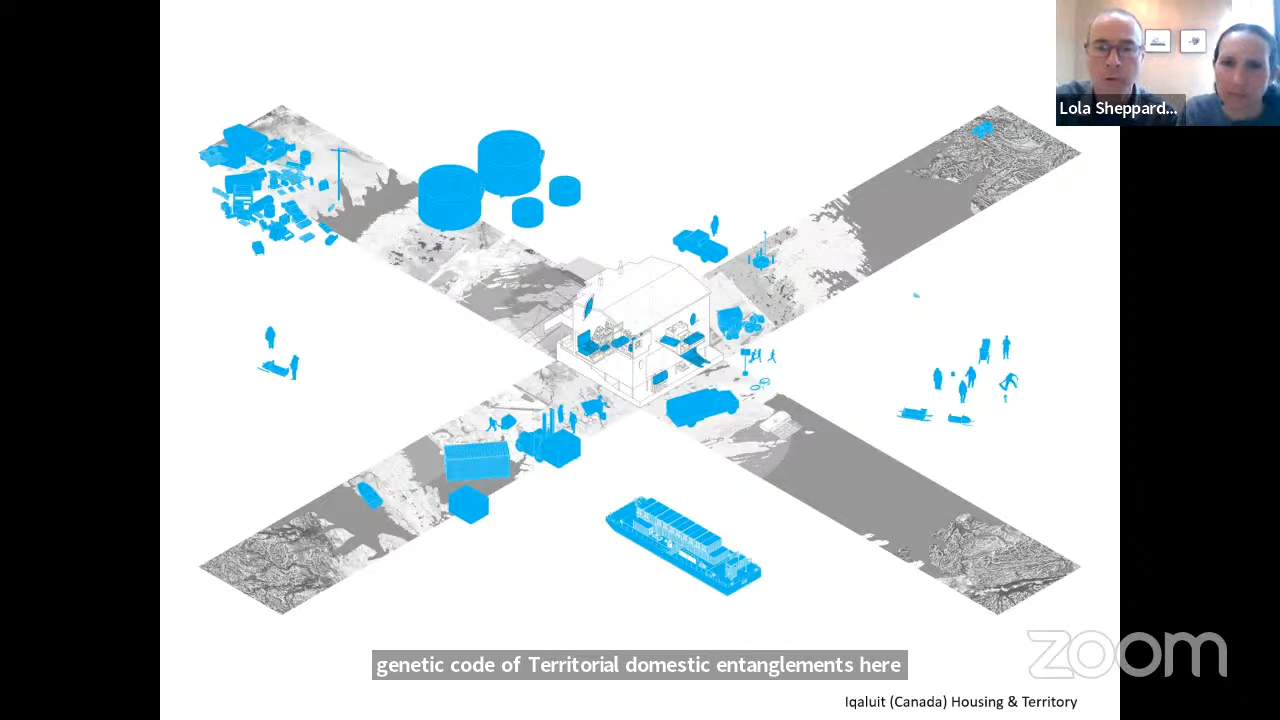 Lola Sheppard...
genetic code of Territorial domestic entanglements here
zoom
Iqaluit (Canada) Housing & Territory